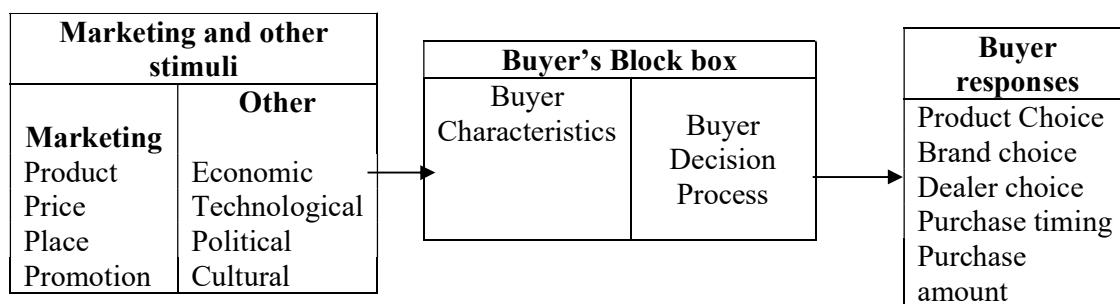 Marketing and other
stimuli
Marketing
Product
Price
Place
Promotion
Other
Economic
Technological
Political
Cultural
Buyer’s Block box
Buyer
Characteristics
Buyer
Decision
Process
Buyer
responses
Product Choice
Brand choice
Dealer choice
Purchase timing
Purchase
amount